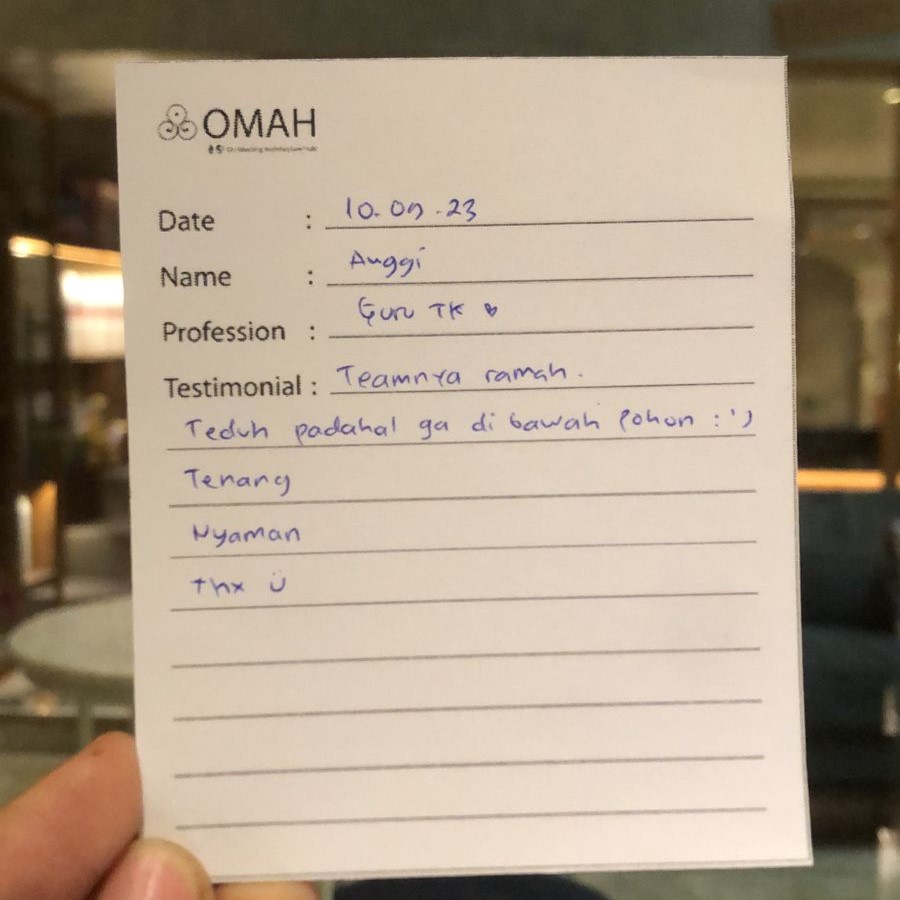 OMAH
Date : 10.09.23
Name : Anggi
Profession : Guru TK ♥
Testimonial : Teamnya ramah.
Teduh padahal ga di bawah pohon :')
Tenang
Nyaman
Thx Ü